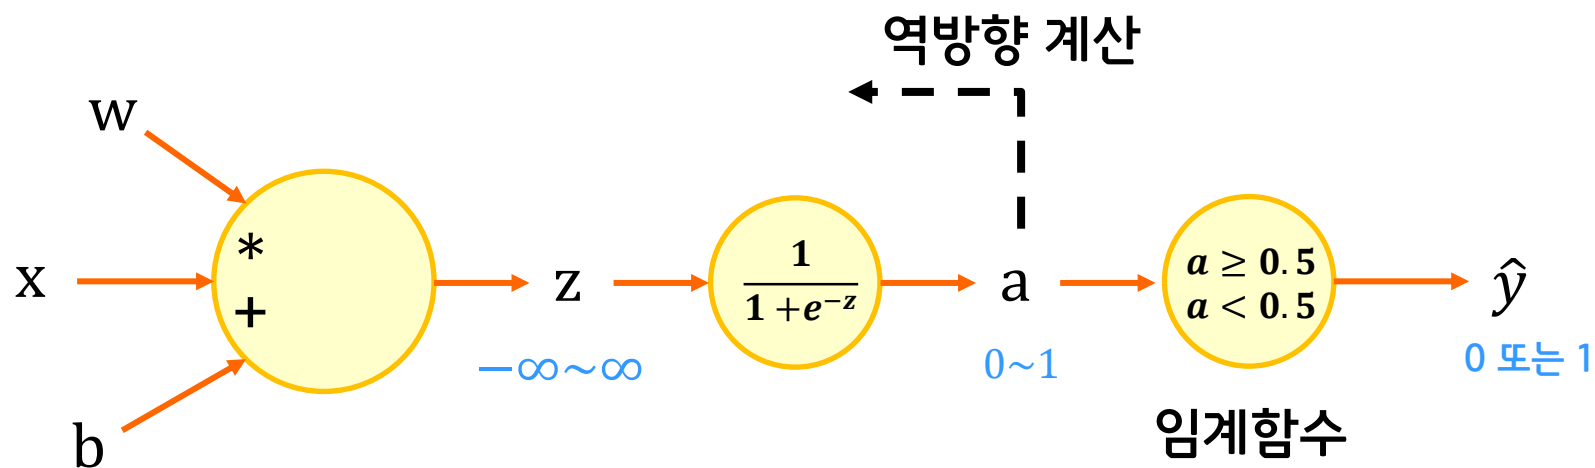 역방향 계산
w
x
b
*
+
z
−∞~∞
1
1 + e^{−z}
a
0~1
a ≥ 0.5
a < 0.5
임계함수
ŷ
0 또는 1